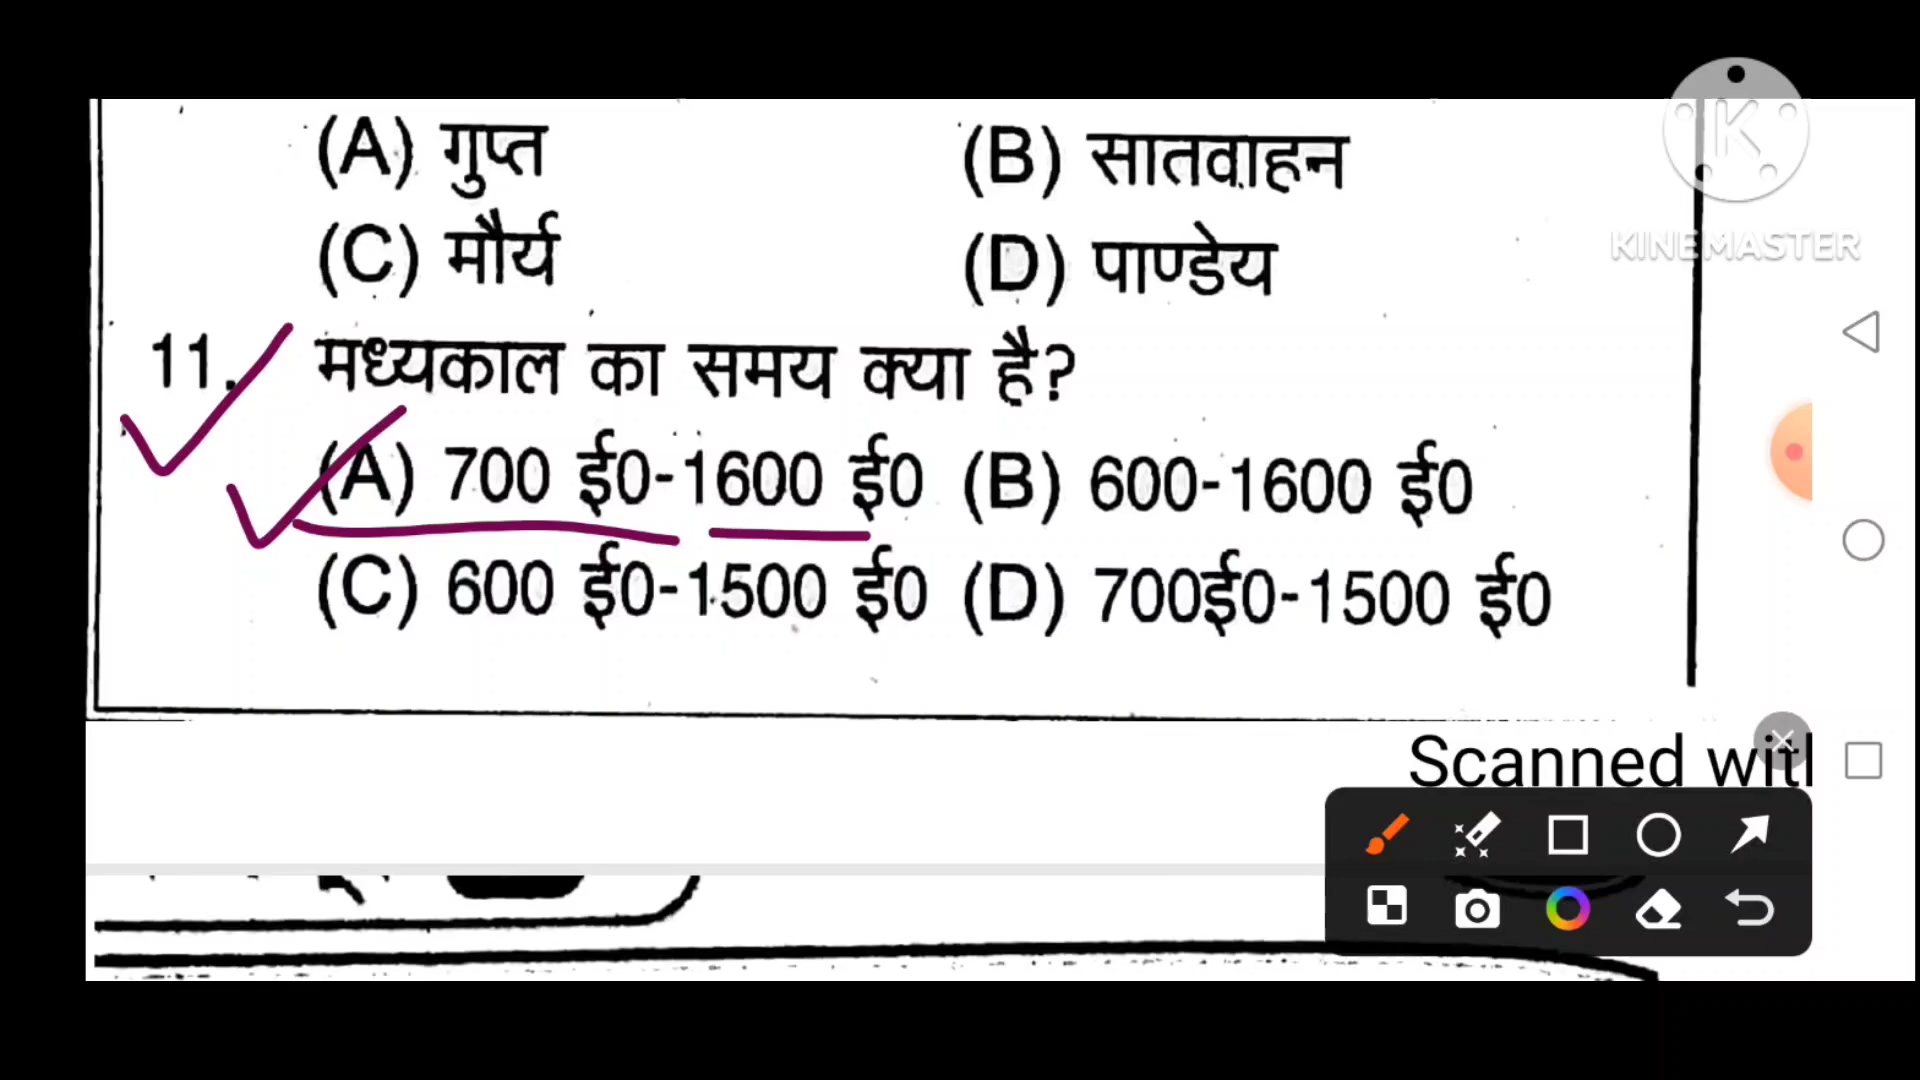 (A) गुप्त (B) सातवाहन
(C) मौर्य (D) पाण्डेय
11. मध्यकाल का समय क्या है?
(A) 700 ई0-1600 ई0 (B) 600-1600 ई0
(C) 600 ई0-1500 ई0 (D) 700ई0-1500 ई0
K
KINEMASTER
Scanned with